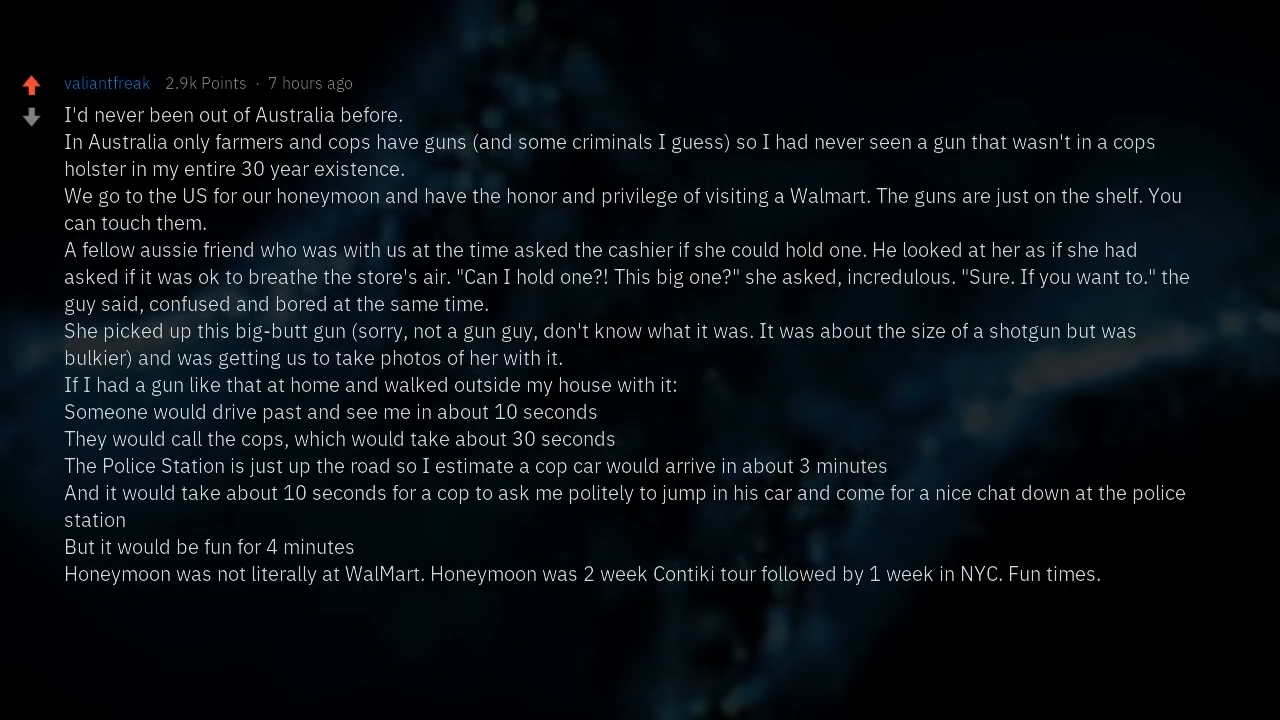 valiantfreak 2.9k Points · 7 hours ago
I'd never been out of Australia before.
In Australia only farmers and cops have guns (and some criminals I guess) so I had never seen a gun that wasn't in a cops
holster in my entire 30 year existence.
We go to the US for our honeymoon and have the honor and privilege of visiting a Walmart. The guns are just on the shelf. You
can touch them.
A fellow aussie friend who was with us at the time asked the cashier if she could hold one. He looked at her as if she had
asked if it was ok to breathe the store's air. "Can I hold one?! This big one?" she asked, incredulous. "Sure. If you want to." the
guy said, confused and bored at the same time.
She picked up this big-butt gun (sorry, not a gun guy, don't know what it was. It was about the size of a shotgun but was
bulkier) and was getting us to take photos of her with it.
If I had a gun like that at home and walked outside my house with it:
Someone would drive past and see me in about 10 seconds
They would call the cops, which would take about 30 seconds
The Police Station is just up the road so I estimate a cop car would arrive in about 3 minutes
And it would take about 10 seconds for a cop to ask me politely to jump in his car and come for a nice chat down at the police
station
But it would be fun for 4 minutes
Honeymoon was not literally at WalMart. Honeymoon was 2 week Contiki tour followed by 1 week in NYC. Fun times.